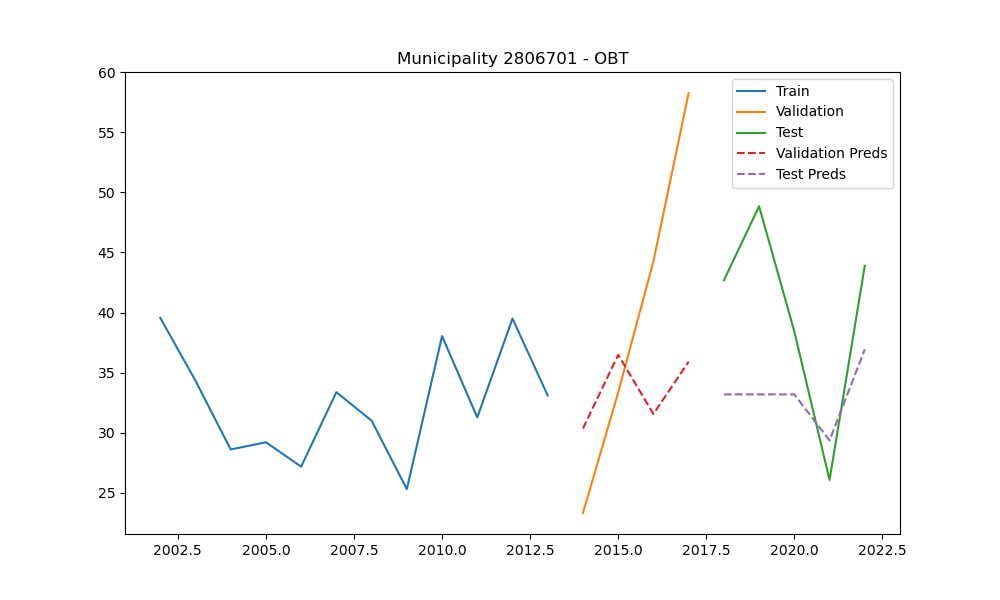 Municipality 2806701 - OBT
60
55
50
45
40
35
30
25
Train
Validation
Test
Validation Preds
Test Preds
2002.5 2005.0 2007.5 2010.0 2012.5 2015.0 2017.5 2020.0 2022.5